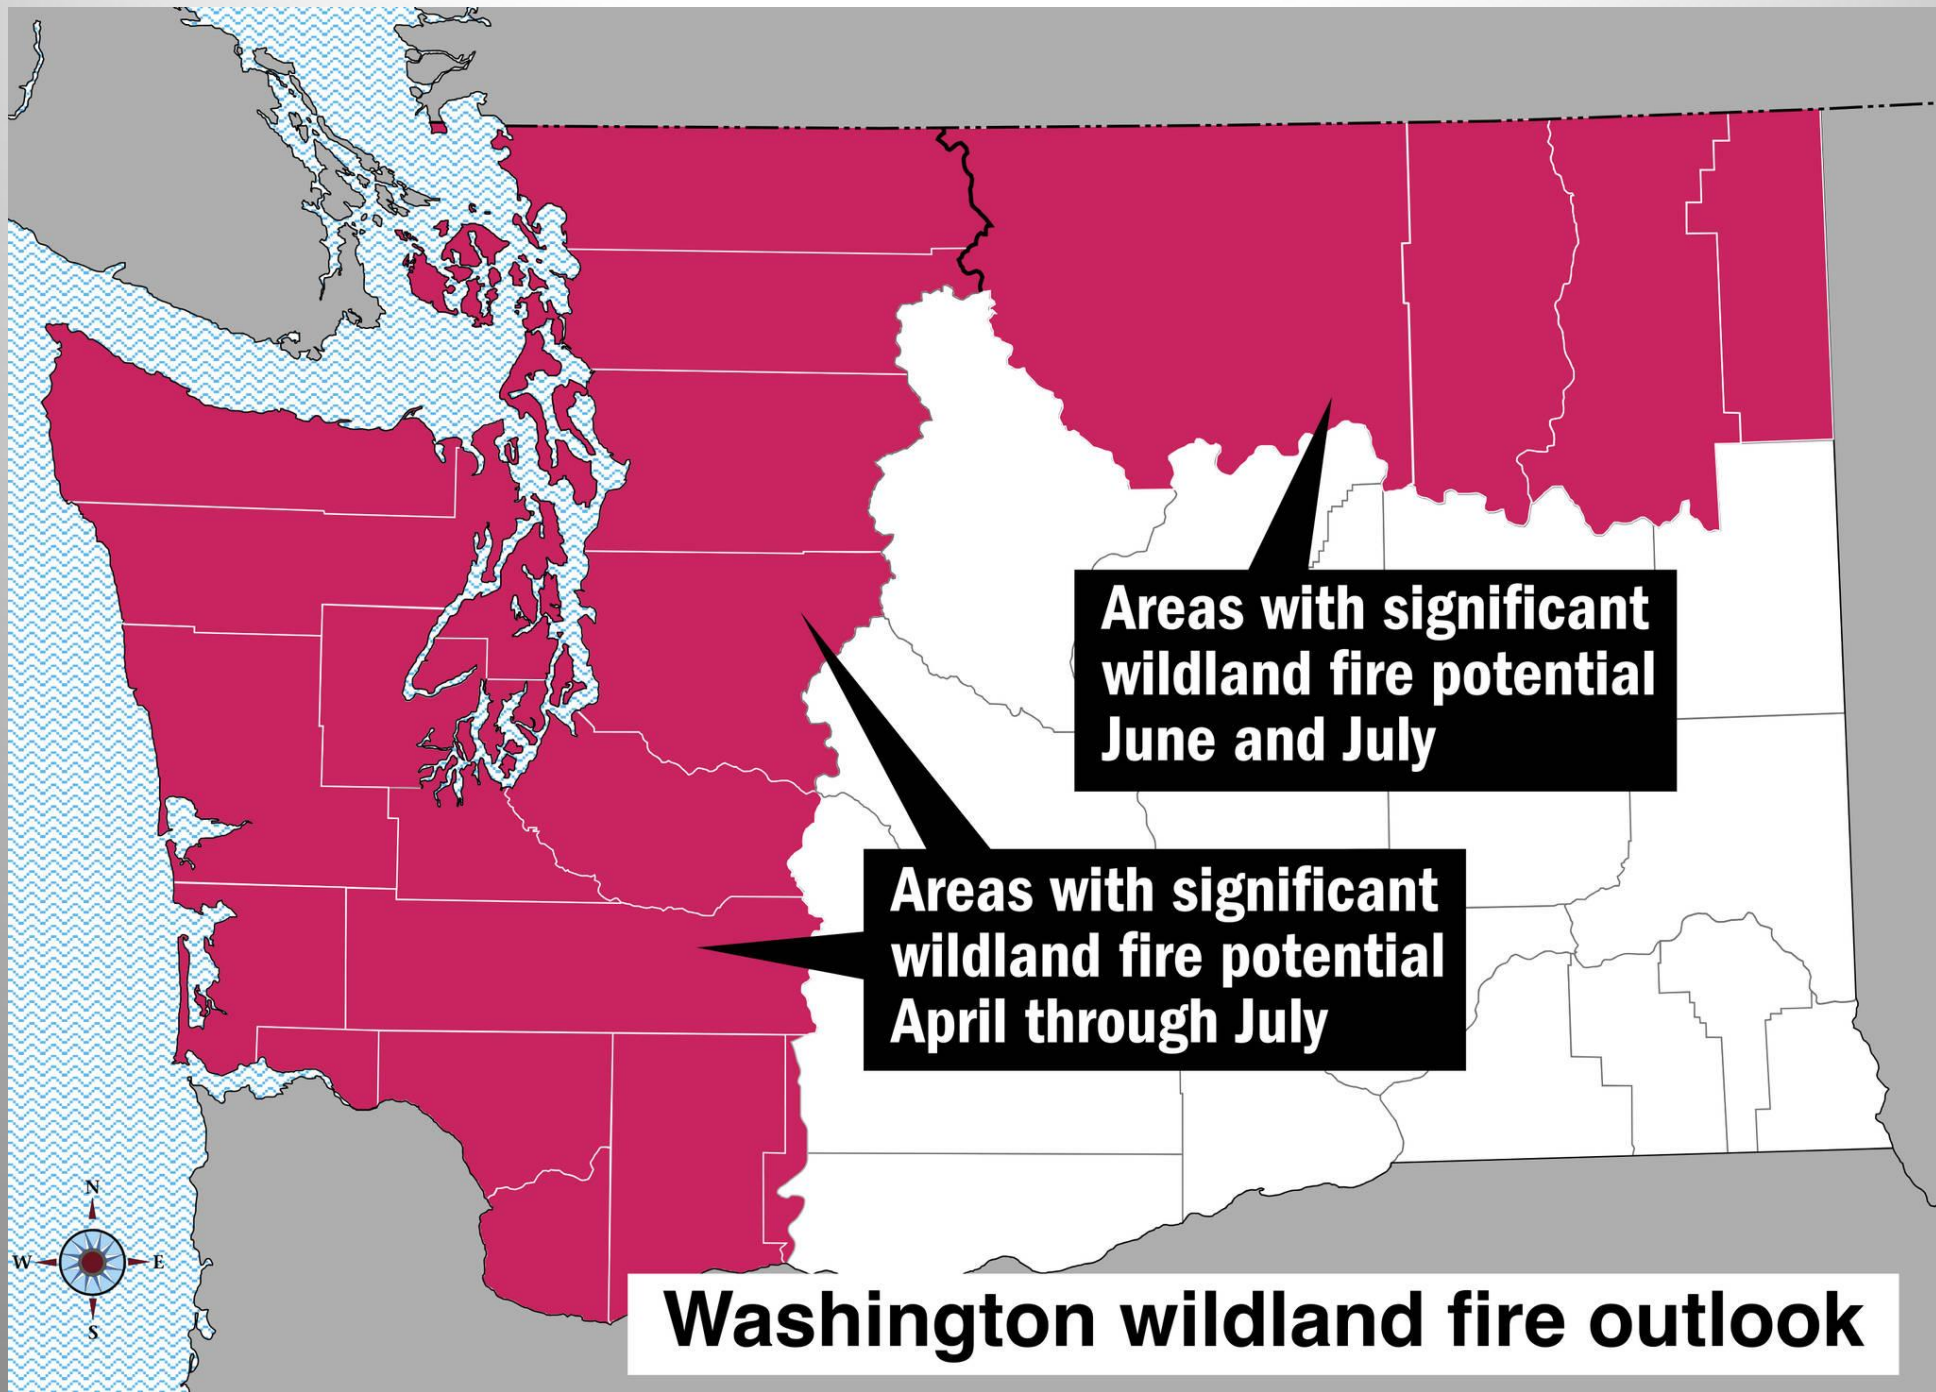 Areas with significant
wildland fire potential
June and July
Areas with significant
wildland fire potential
April through July
N
W
E
S
Washington wildland fire outlook